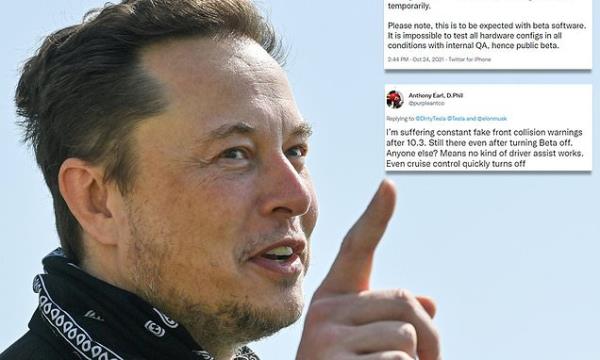 temporarily.
Please note, this is to be expected with beta software.
It is impossible to test all hardware configs in all
conditions with internal QA, hence public beta.
2:44 PM · Oct 24, 2021 · Twitter for iPhone
Anthony Earl, D.Phil
@purpleantco
Replying to @DirtyTesla @Tesla and @elonmusk
I'm suffering constant fake front collision warnings
after 10.3. Still there even after turning Beta off.
Anyone else? Means no kind of driver assist works.
Even cruise control quickly turns off